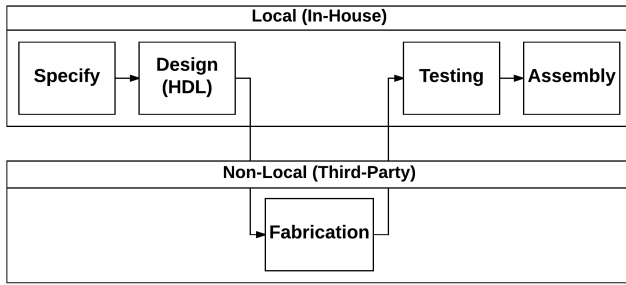 Local (In-House)
Specify
Design
(HDL)
Testing
Assembly
Non-Local (Third-Party)
Fabrication